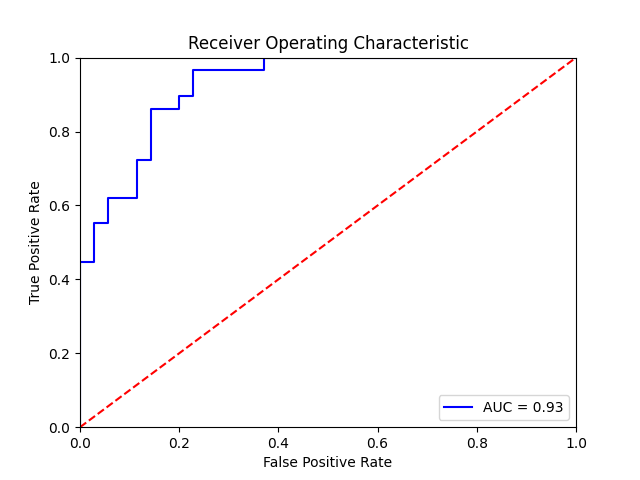 Receiver Operating Characteristic
True Positive Rate
1.0
0.8
0.6
0.4
0.2
0.0
AUC = 0.93
0.0 0.2 0.4 0.6 0.8 1.0
False Positive Rate